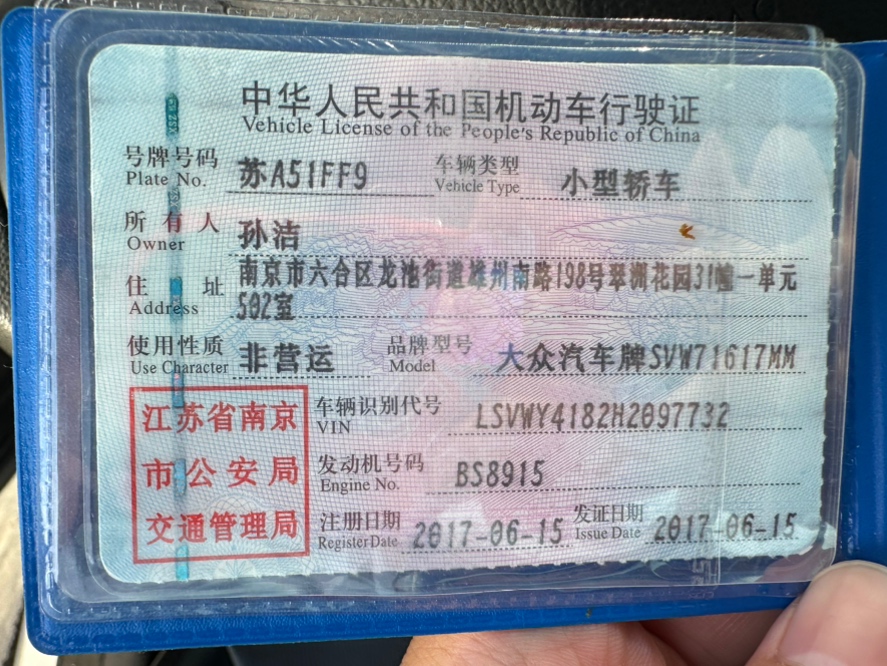 中华人民共和国机动车行驶证
Vehicle License of the People's Republic of China
号牌号码 苏A51FF9 车辆类型 小型轿车
Plate No. Vehicle Type
所有人 孙洁
Owner
住址 南京市六合区龙池街道雄州南路198号翠洲花园31幢一单元
Address 502室
使用性质 非营运 品牌型号 大众汽车牌SVW71617MM
Use Character Model
江苏省南京
市公安局
交通管理局
车辆识别代号 LSVWY4182H2097732
VIN
发动机号码 BS8915
Engine No.
注册日期 2017-06-15 发证日期 2017-06-15
Register Date Issue Date